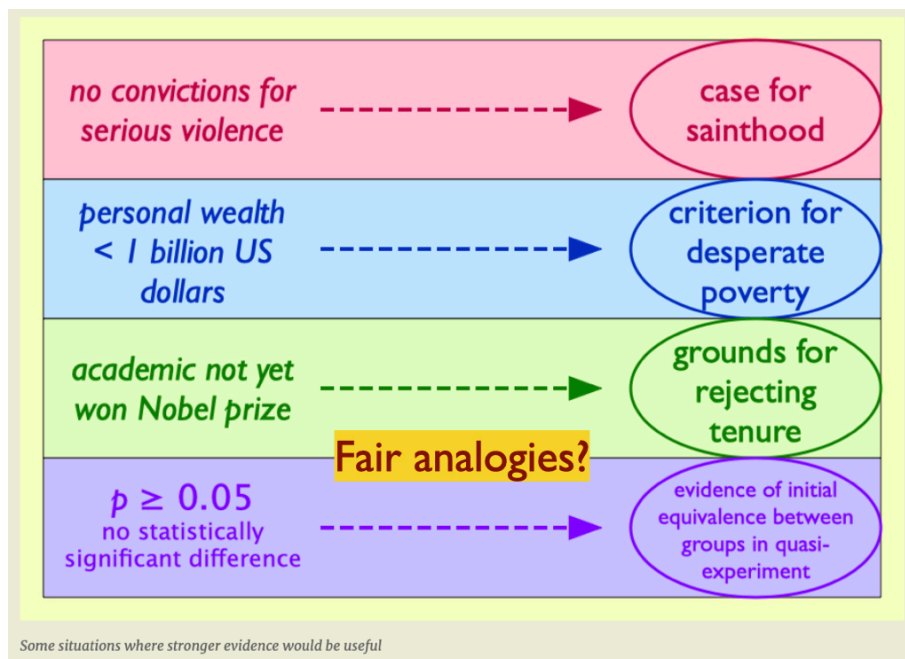 no convictions for
serious violence
case for
sainthood
personal wealth
< 1 billion US
dollars
criterion for
desperate
poverty
academic not yet
won Nobel prize
grounds for
rejecting
tenure
Fair analogies?
p ≥ 0.05
no statistically
significant difference
evidence of initial
equivalence between
groups in quasi-
experiment
Some situations where stronger evidence would be useful